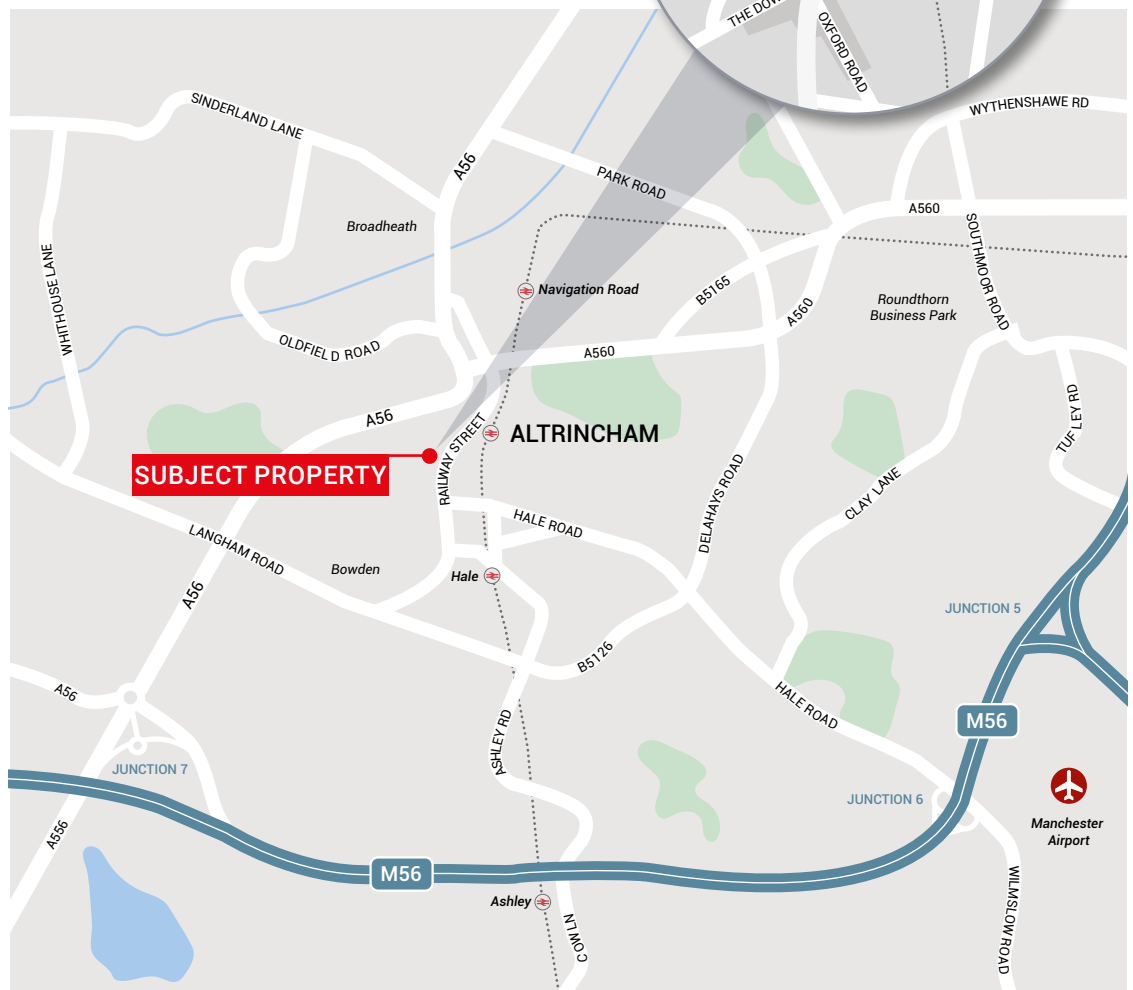 THE DOW
OXFORD ROAD
WYTHENSHAWE RD
SINDERLAND LANE
A56
PARK ROAD
A560
Broadheath
SOUTHMOOR ROAD
WHITHOUSE LANE
Navigation Road
B5165
Roundthorn
Business Park
A560
OLDFIELD ROAD
A560
A56
TUFLEY RD
RAILWAY STREET
ALTRINCHAM
SUBJECT PROPERTY
CLAY LANE
DELAHAYS ROAD
HALE ROAD
LANGHAM ROAD
Bowden
Hale
A56
JUNCTION 5
B5126
A56
HALE ROAD
M56
ASHLEY RD
JUNCTION 7
JUNCTION 6
Manchester
Airport
A556
M56
Ashley
WILMSLOW ROAD
COW LN